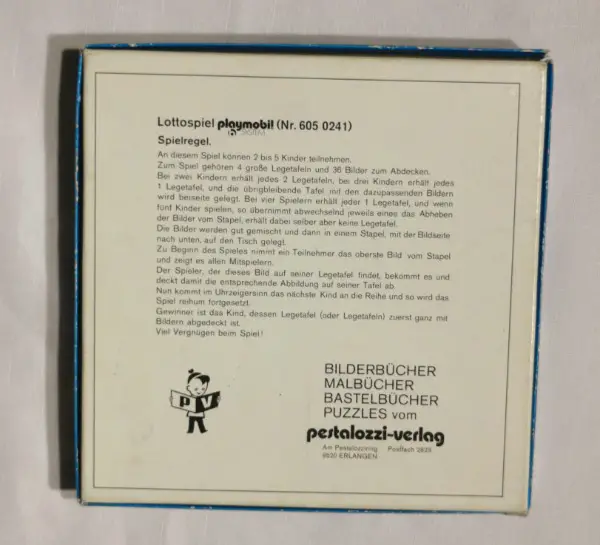 Lottospiel playmobil (Nr. 605 0241)
Spielregel.
An diesem Spiel können 2 bis 5 Kinder teilnehmen.
Zum Spiel gehören 4 große Legetafeln und 36 Bilder zum Abdecken.
Bei zwei Kindern erhält jedes 2 Legetafeln, bei drei Kindern erhält jedes
1 Legetafel, und die übrigbleibende Tafel mit den dazupassenden Bildern
wird beiseite gelegt. Bei vier Spielern erhält jeder 1 Legetafel, und wenn
fünf Kinder spielen, so übernimmt abwechselnd jeweils eines das Abheben
der Bilder vom Stapel, erhält dabei selber aber keine Legetafel.
Die Bilder werden gut gemischt und dann in einem Stapel, mit der Bildseite
nach unten, auf den Tisch gelegt.
Zu Beginn des Spieles nimmt ein Teilnehmer das oberste Bild vom Stapel
und zeigt es allen Mitspielern.
Der Spieler, der dieses Bild auf seiner Legetafel findet, bekommt es und
deckt damit die entsprechende Abbildung auf seiner Tafel ab.
Nun kommt im Uhrzeigersinn das nächste Kind an die Reihe und so wird das
Spiel reihum fortgesetzt.
Gewinner ist das Kind, dessen Legetafel (oder Legetafeln) zuerst ganz mit
Bildern abgedeckt ist.
Viel Vergnügen beim Spiel!
P V
BILDERBÜCHER
MALBÜCHER
BASTELBÜCHER
PUZZLES vom
pestalozzi-verlag
Am Pestalozziring Postfach 2829
8520 ERLANGEN